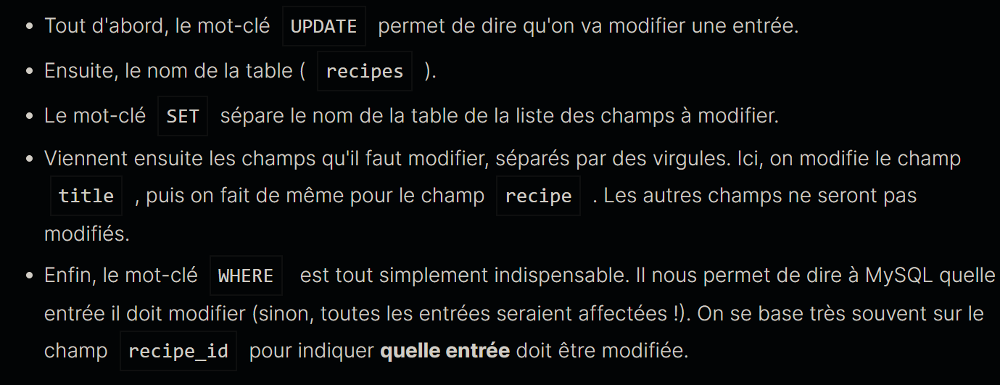 • Tout d'abord, le mot-clé UPDATE permet de dire qu'on va modifier une entrée.
• Ensuite, le nom de la table ( recipes ).
• Le mot-clé SET sépare le nom de la table de la liste des champs à modifier.
• Viennent ensuite les champs qu'il faut modifier, séparés par des virgules. Ici, on modifie le champ
title , puis on fait de même pour le champ recipe . Les autres champs ne seront pas
modifiés.
• Enfin, le mot-clé WHERE est tout simplement indispensable. Il nous permet de dire à MySQL quelle
entrée il doit modifier (sinon, toutes les entrées seraient affectées !). On se base très souvent sur le
champ recipe_id pour indiquer quelle entrée doit être modifiée.